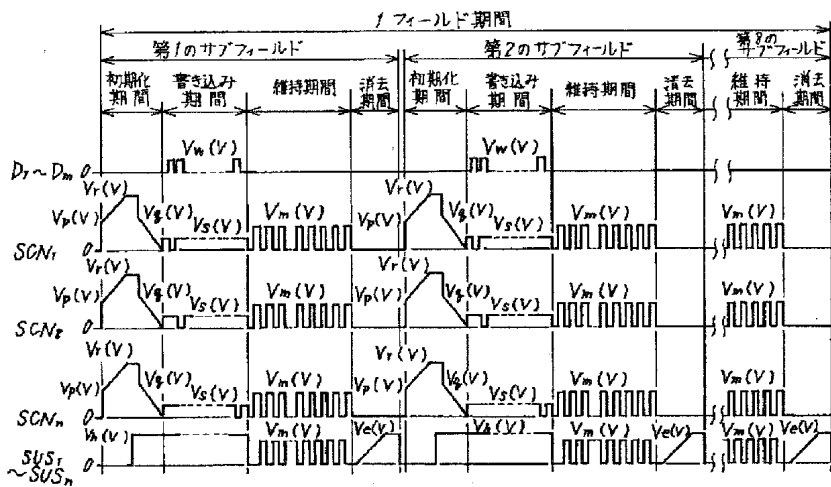 1フィールド期間
第1のサブフィールド 第2のサブフィールド 第8のサブフィールド
初期化期間 書き込み期間 維持期間 消去期間 初期化期間 書き込み期間 維持期間 消去期間 維持期間 消去期間
Vw(V) Vw(V)
D1～Dm 0
Vr(V) Vr(V)
Vp(V) Vq(V) Vs(V) Vm(V) Vp(V) Vq(V) Vs(V) Vm(V) Vm(V)
SCN1 0
Vr(V) Vr(V)
Vp(V) Vq(V) Vs(V) Vm(V) Vp(V) Vq(V) Vs(V) Vm(V) Vm(V)
SCN2 0
Vr(V) Vr(V)
Vp(V) Vq(V) Vs(V) Vm(V) Vp(V) Vq(V) Vs(V) Vm(V) Vm(V)
SCNn 0
Vh(V) Vm(V) Ve(V) Vh(V) Vm(V) Ve(V) Vm(V) Ve(V)
SUS1 0
～SUSn